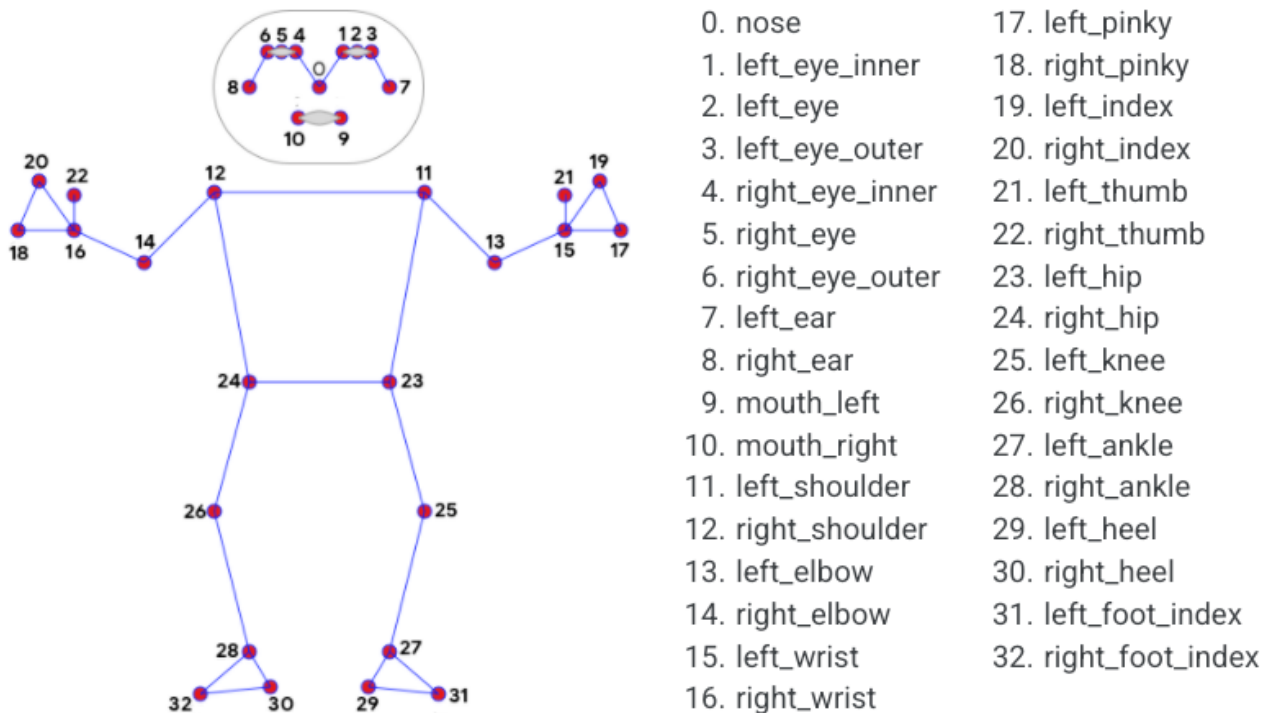 6 5 4 1 2 3
0
8 7
10 9
20 22 12 11 21 19
18 16 14 13 15 17
24 23
26 25
28 27
32 30 29 31
0. nose
1. left_eye_inner
2. left_eye
3. left_eye_outer
4. right_eye_inner
5. right_eye
6. right_eye_outer
7. left_ear
8. right_ear
9. mouth_left
10. mouth_right
11. left_shoulder
12. right_shoulder
13. left_elbow
14. right_elbow
15. left_wrist
16. right_wrist
17. left_pinky
18. right_pinky
19. left_index
20. right_index
21. left_thumb
22. right_thumb
23. left_hip
24. right_hip
25. left_knee
26. right_knee
27. left_ankle
28. right_ankle
29. left_heel
30. right_heel
31. left_foot_index
32. right_foot_index